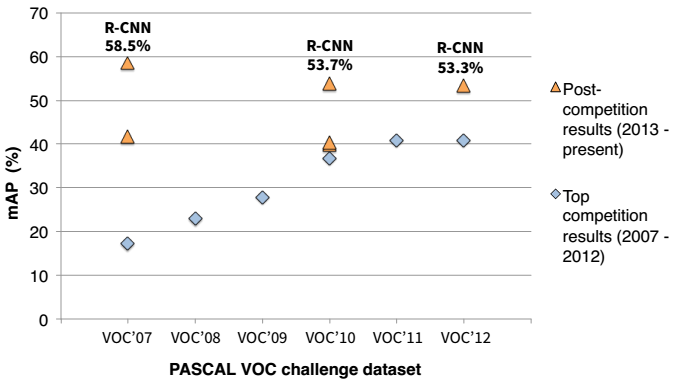 70
60
50
40
30
20
10
0
mAP (%)
R-CNN
58.5%
R-CNN
53.7%
R-CNN
53.3%
VOC'07
VOC'08
VOC'09
VOC'10
VOC'11
VOC'12
PASCAL VOC challenge dataset
Post-
competition
results (2013 -
present)
Top
competition
results (2007 -
2012)